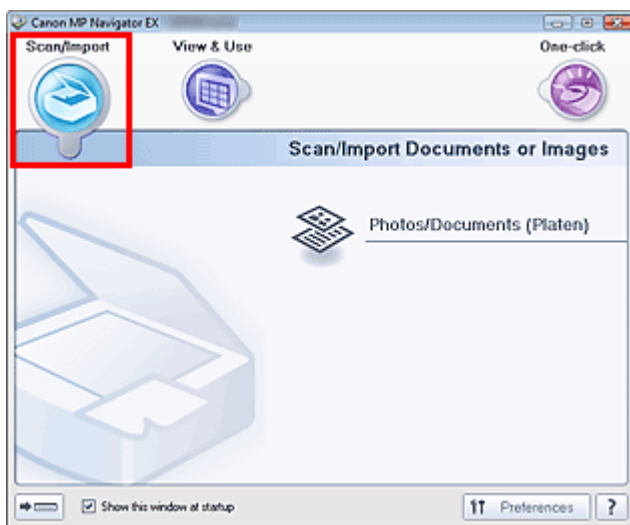 Canon MP Navigator EX
Scan/Import
View & Use
One-click
Scan/Import Documents or Images
Photos/Documents (Platen)
Show this window at startup
Preferences
?